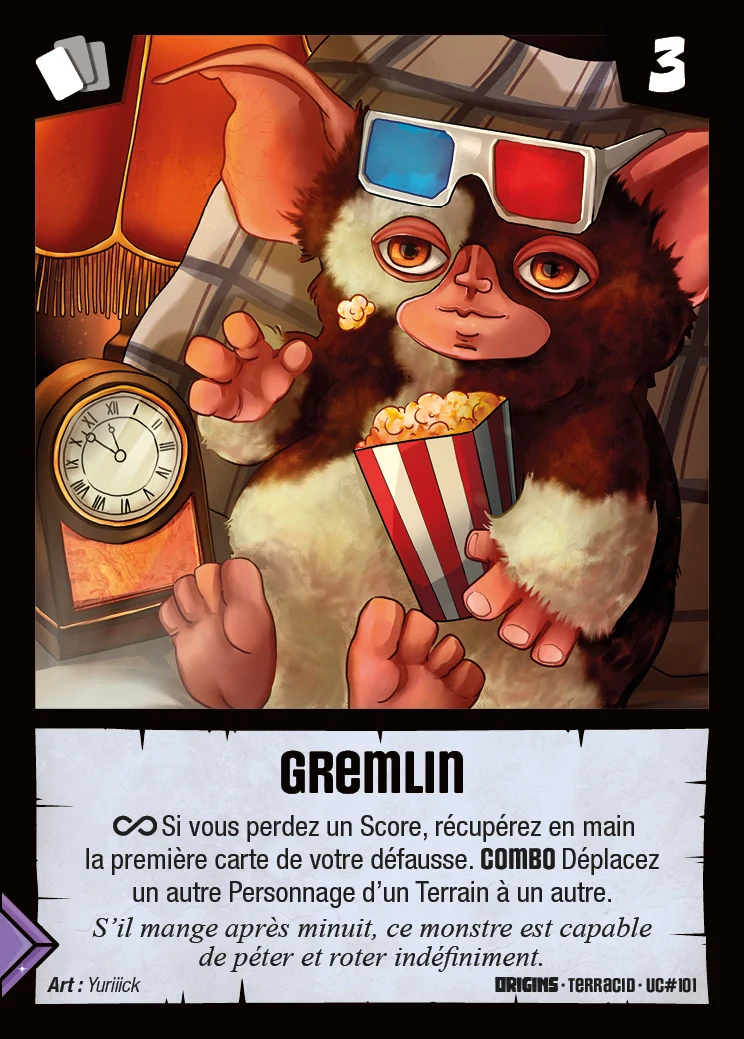 3
XII
GREMLIN
∞ Si vous perdez un Score, récupérez en main
la première carte de votre défausse. COMBO Déplacez
un autre Personnage d’un Terrain à un autre.
S’il mange après minuit, ce monstre est capable
de péter et roter indéfiniment.
Art : Yuriiick
ORIGINS · TERRACID · UC#101